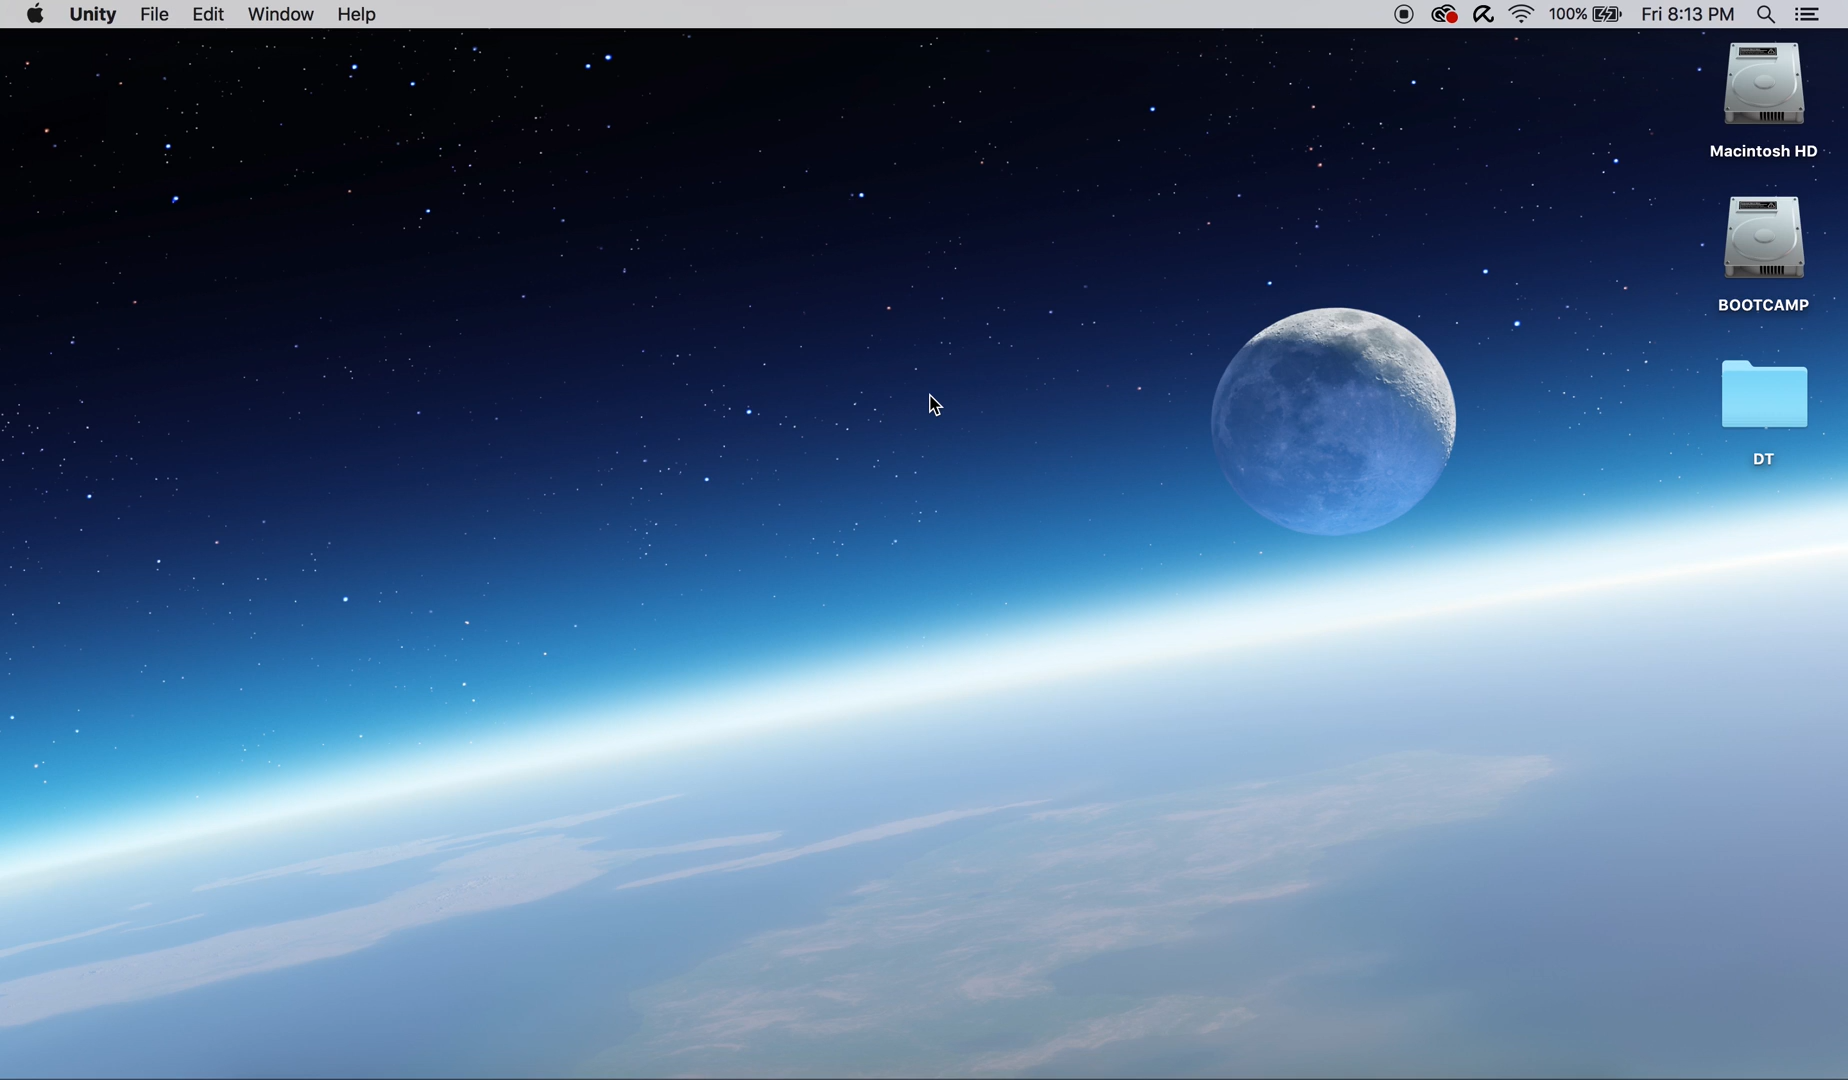 Unity File Edit Window Help 100% Fri 8:13 PM
Macintosh HD
BOOTCAMP
DT